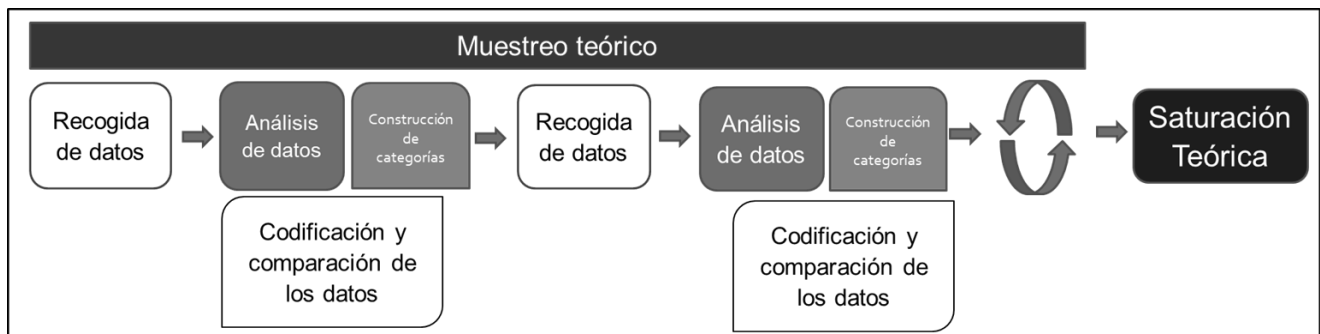 Muestreo teórico
Recogida
de datos
Análisis
de datos
Construcción
de
categorías
Recogida
de datos
Análisis
de datos
Construcción
de
categorías
Saturación
Teórica
Codificación y
comparación de
los datos
Codificación y
comparación de
los datos